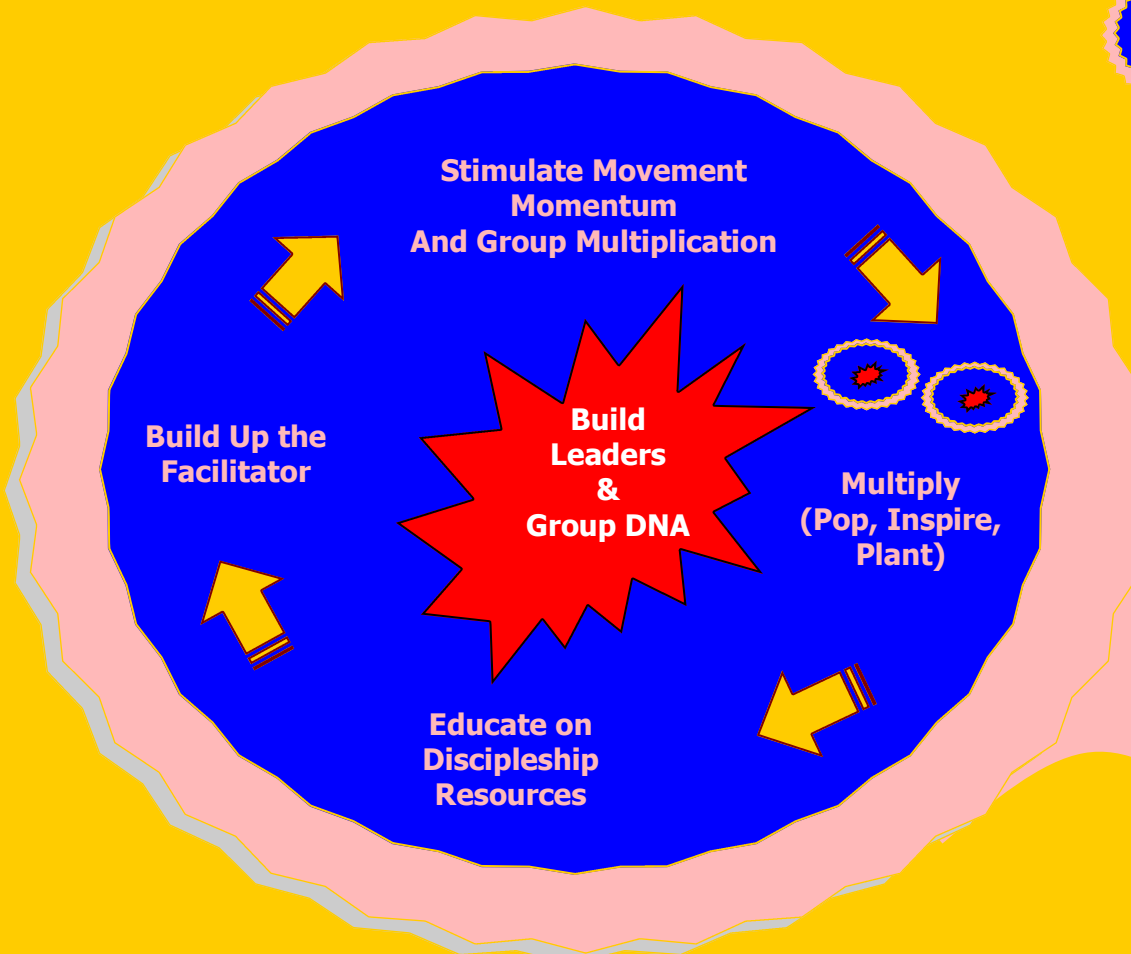 Stimulate Movement
Momentum
And Group Multiplication
Build Up the
Facilitator
Build
Leaders
&
Group DNA
Multiply
(Pop, Inspire,
Plant)
Educate on
Discipleship
Resources